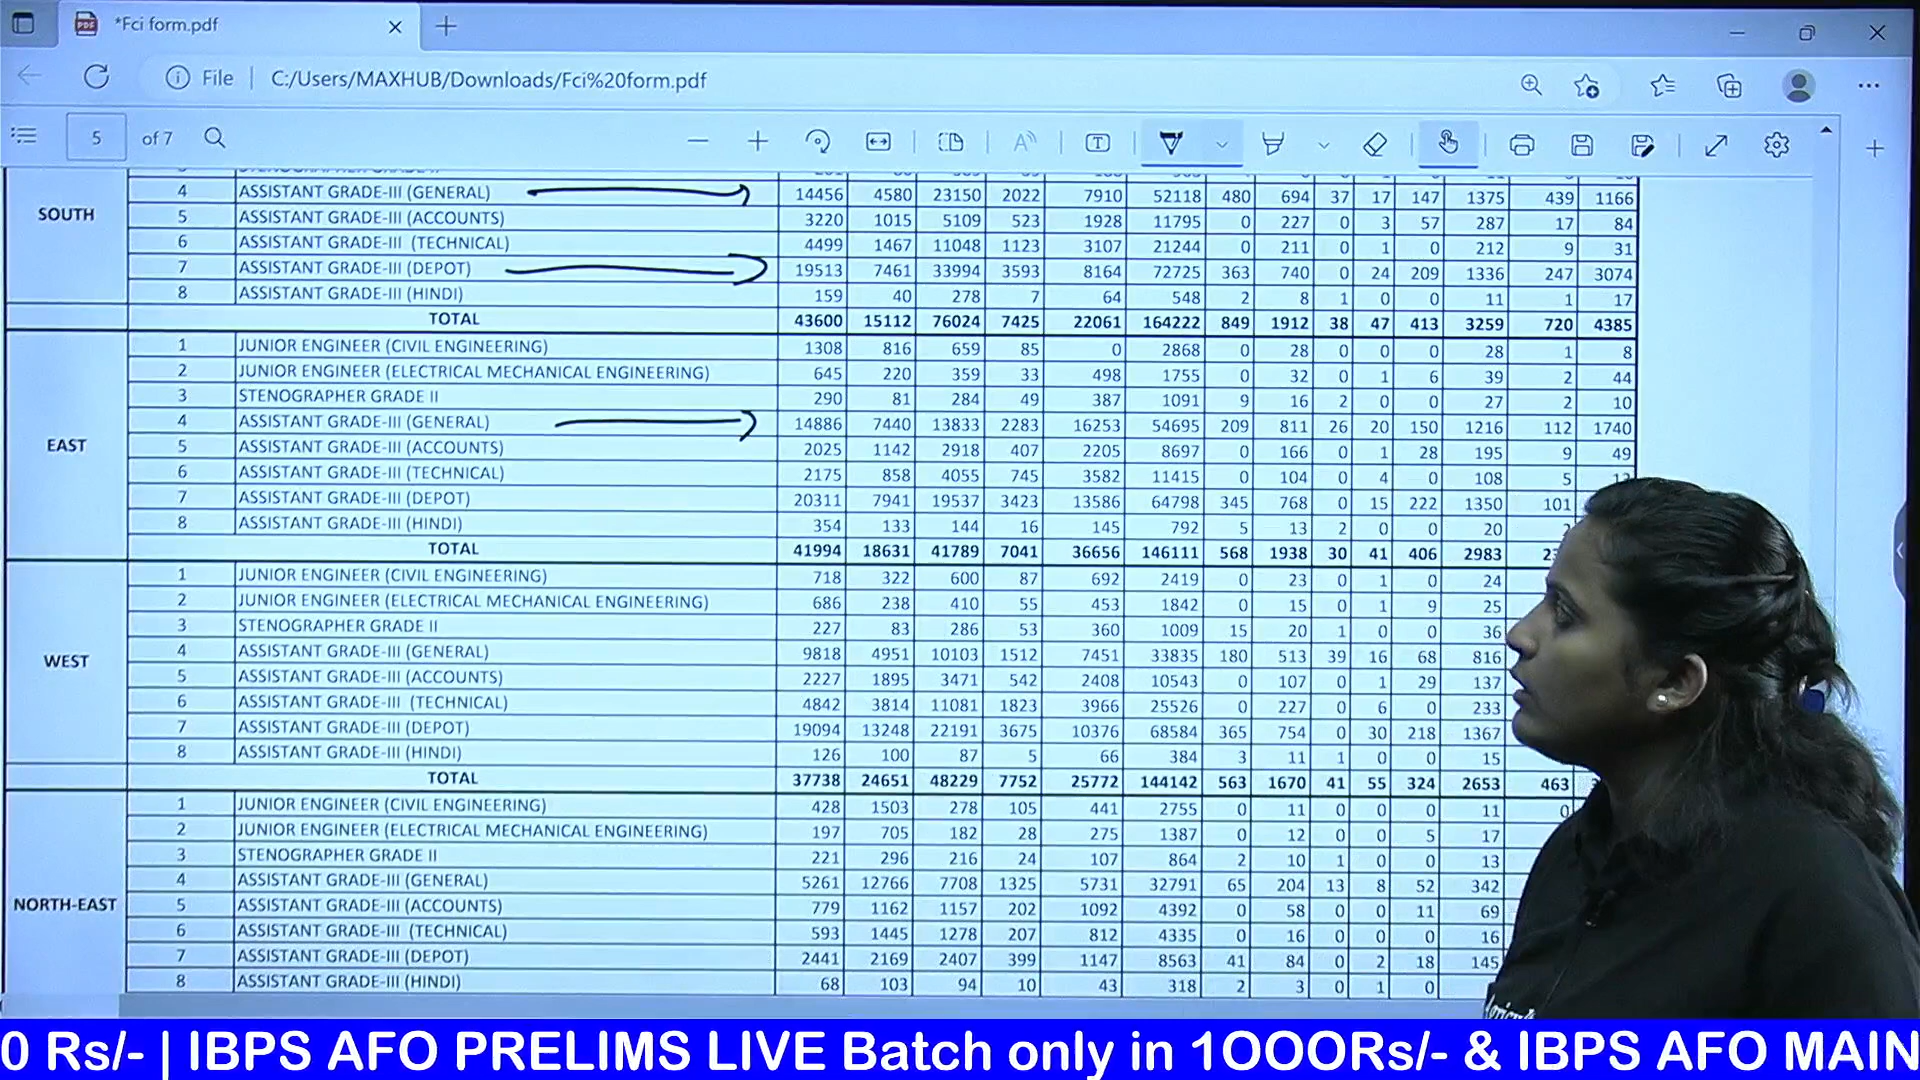 *Fci form.pdf
File C:/Users/MAXHUB/Downloads/Fci%20form.pdf
5 of 7
SOUTH
4 ASSISTANT GRADE-III (GENERAL) 14456 4580 23150 2022 7910 52118 480 694 37 17 147 1375 439 1166
5 ASSISTANT GRADE-III (ACCOUNTS) 3220 1015 5109 523 1928 11795 0 227 0 3 57 287 17 84
6 ASSISTANT GRADE-III (TECHNICAL) 4499 1467 11048 1123 3107 21244 0 211 0 1 0 212 9 31
7 ASSISTANT GRADE-III (DEPOT) 19513 7461 33994 3593 8164 72725 363 740 0 24 209 1336 247 3074
8 ASSISTANT GRADE-III (HINDI) 159 40 278 7 64 548 2 8 1 0 0 11 1 17
TOTAL 43600 15112 76024 7425 22061 164222 849 1912 38 47 413 3259 720 4385
EAST
1 JUNIOR ENGINEER (CIVIL ENGINEERING) 1308 816 659 85 0 2868 0 28 0 0 0 28 1 8
2 JUNIOR ENGINEER (ELECTRICAL MECHANICAL ENGINEERING) 645 220 359 33 498 1755 0 32 0 1 6 39 2 44
3 STENOGRAPHER GRADE II 290 81 284 49 387 1091 9 16 2 0 0 27 2 10
4 ASSISTANT GRADE-III (GENERAL) 14886 7440 13833 2283 16253 54695 209 811 26 20 150 1216 112 1740
5 ASSISTANT GRADE-III (ACCOUNTS) 2025 1142 2918 407 2205 8697 0 166 0 1 28 195 9 49
6 ASSISTANT GRADE-III (TECHNICAL) 2175 858 4055 745 3582 11415 0 104 0 4 0 108 5
7 ASSISTANT GRADE-III (DEPOT) 20311 7941 19537 3423 13586 64798 345 768 0 15 222 1350 101
8 ASSISTANT GRADE-III (HINDI) 354 133 144 16 145 792 5 13 2 0 0 20
TOTAL 41994 18631 41789 7041 36656 146111 568 1938 30 41 406 2983
WEST
1 JUNIOR ENGINEER (CIVIL ENGINEERING) 718 322 600 87 692 2419 0 23 0 1 0 24
2 JUNIOR ENGINEER (ELECTRICAL MECHANICAL ENGINEERING) 686 238 410 55 453 1842 0 15 0 1 9 25
3 STENOGRAPHER GRADE II 227 83 286 53 360 1009 15 20 1 0 0 36
4 ASSISTANT GRADE-III (GENERAL) 9818 4951 10103 1512 7451 33835 180 513 39 16 68 816
5 ASSISTANT GRADE-III (ACCOUNTS) 2227 1895 3471 542 2408 10543 0 107 0 1 29 137
6 ASSISTANT GRADE-III (TECHNICAL) 4842 3814 11081 1823 3966 25526 0 227 0 6 0 233
7 ASSISTANT GRADE-III (DEPOT) 19094 13248 22191 3675 10376 68584 365 754 0 30 218 1367
8 ASSISTANT GRADE-III (HINDI) 126 100 87 5 66 384 3 11 1 0 0 15
TOTAL 37738 24651 48229 7752 25772 144142 563 1670 41 55 324 2653 463
NORTH-EAST
1 JUNIOR ENGINEER (CIVIL ENGINEERING) 428 1503 278 105 441 2755 0 11 0 0 0 11 0
2 JUNIOR ENGINEER (ELECTRICAL MECHANICAL ENGINEERING) 197 705 182 28 275 1387 0 12 0 0 5 17
3 STENOGRAPHER GRADE II 221 296 216 24 107 864 2 10 1 0 0 13
4 ASSISTANT GRADE-III (GENERAL) 5261 12766 7708 1325 5731 32791 65 204 13 8 52 342
5 ASSISTANT GRADE-III (ACCOUNTS) 779 1162 1157 202 1092 4392 0 58 0 0 11 69
6 ASSISTANT GRADE-III (TECHNICAL) 593 1445 1278 207 812 4335 0 16 0 0 0 16
7 ASSISTANT GRADE-III (DEPOT) 2441 2169 2407 399 1147 8563 41 84 0 2 18 145
8 ASSISTANT GRADE-III (HINDI) 68 103 94 10 43 318 2 3 0 1 0
0 Rs/- | IBPS AFO PRELIMS LIVE Batch only in 1OOORs/- & IBPS AFO MAIN